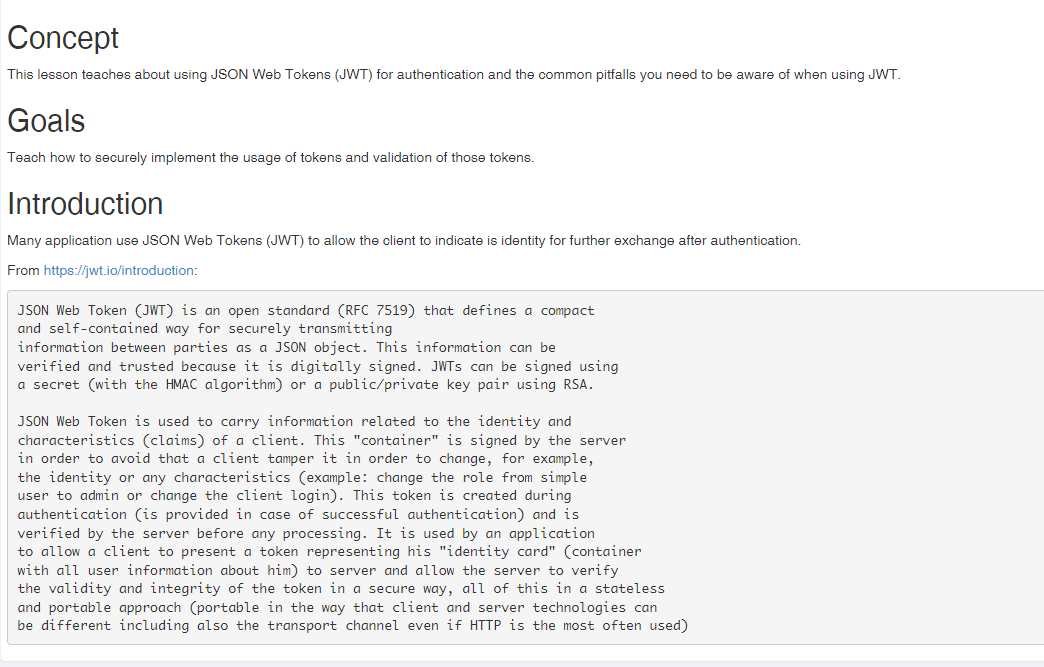 Concept
This lesson teaches about using JSON Web Tokens (JWT) for authentication and the common pitfalls you need to be aware of when using JWT.
Goals
Teach how to securely implement the usage of tokens and validation of those tokens.
Introduction
Many application use JSON Web Tokens (JWT) to allow the client to indicate is identity for further exchange after authentication.
From https://jwt.io/introduction:
JSON Web Token (JWT) is an open standard (RFC 7519) that defines a compact
and self-contained way for securely transmitting
information between parties as a JSON object. This information can be
verified and trusted because it is digitally signed. JWTs can be signed using
a secret (with the HMAC algorithm) or a public/private key pair using RSA.
JSON Web Token is used to carry information related to the identity and
characteristics (claims) of a client. This "container" is signed by the server
in order to avoid that a client tamper it in order to change, for example,
the identity or any characteristics (example: change the role from simple
user to admin or change the client login). This token is created during
authentication (is provided in case of successful authentication) and is
verified by the server before any processing. It is used by an application
to allow a client to present a token representing his "identity card" (container
with all user information about him) to server and allow the server to verify
the validity and integrity of the token in a secure way, all of this in a stateless
and portable approach (portable in the way that client and server technologies can
be different including also the transport channel even if HTTP is the most often used)